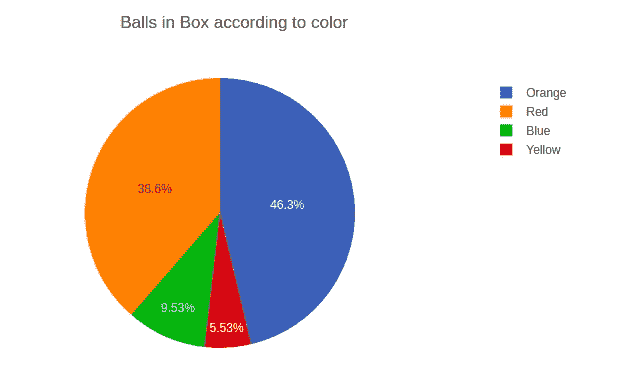 Balls in Box according to color
Orange
Red
Blue
Yellow
38.6%
46.3%
9.53%
5.53%